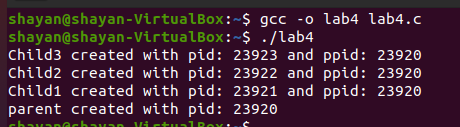 shayan@shayan-VirtualBox:~$ gcc -o lab4 lab4.c
shayan@shayan-VirtualBox:~$ ./lab4
Child3 created with pid: 23923 and ppid: 23920
Child2 created with pid: 23922 and ppid: 23920
Child1 created with pid: 23921 and ppid: 23920
parent created with pid: 23920
shayan@shayan-VirtualBox:~$